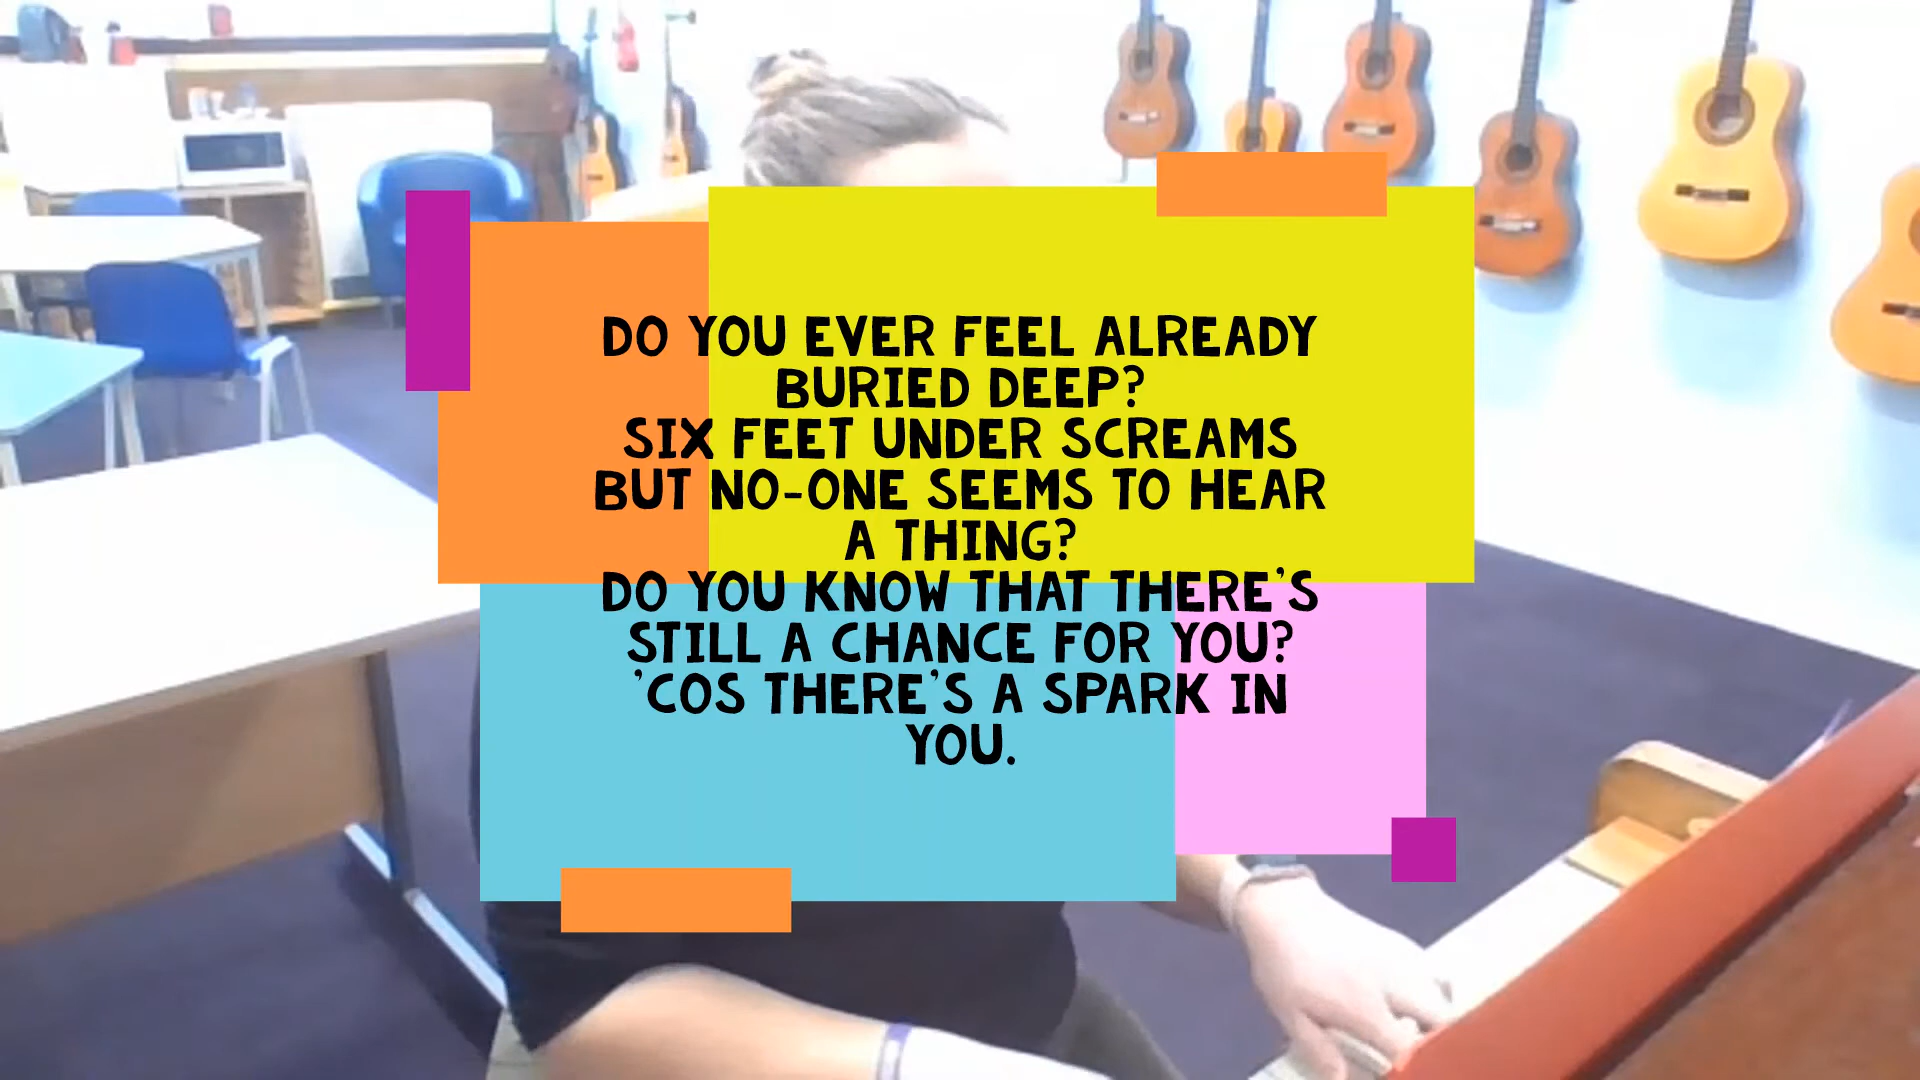 DO YOU EVER FEEL ALREADY
BURIED DEEP?
SIX FEET UNDER SCREAMS
BUT NO-ONE SEEMS TO HEAR
A THING?
DO YOU KNOW THAT THERE'S
STILL A CHANCE FOR YOU?
'COS THERE'S A SPARK IN
YOU.